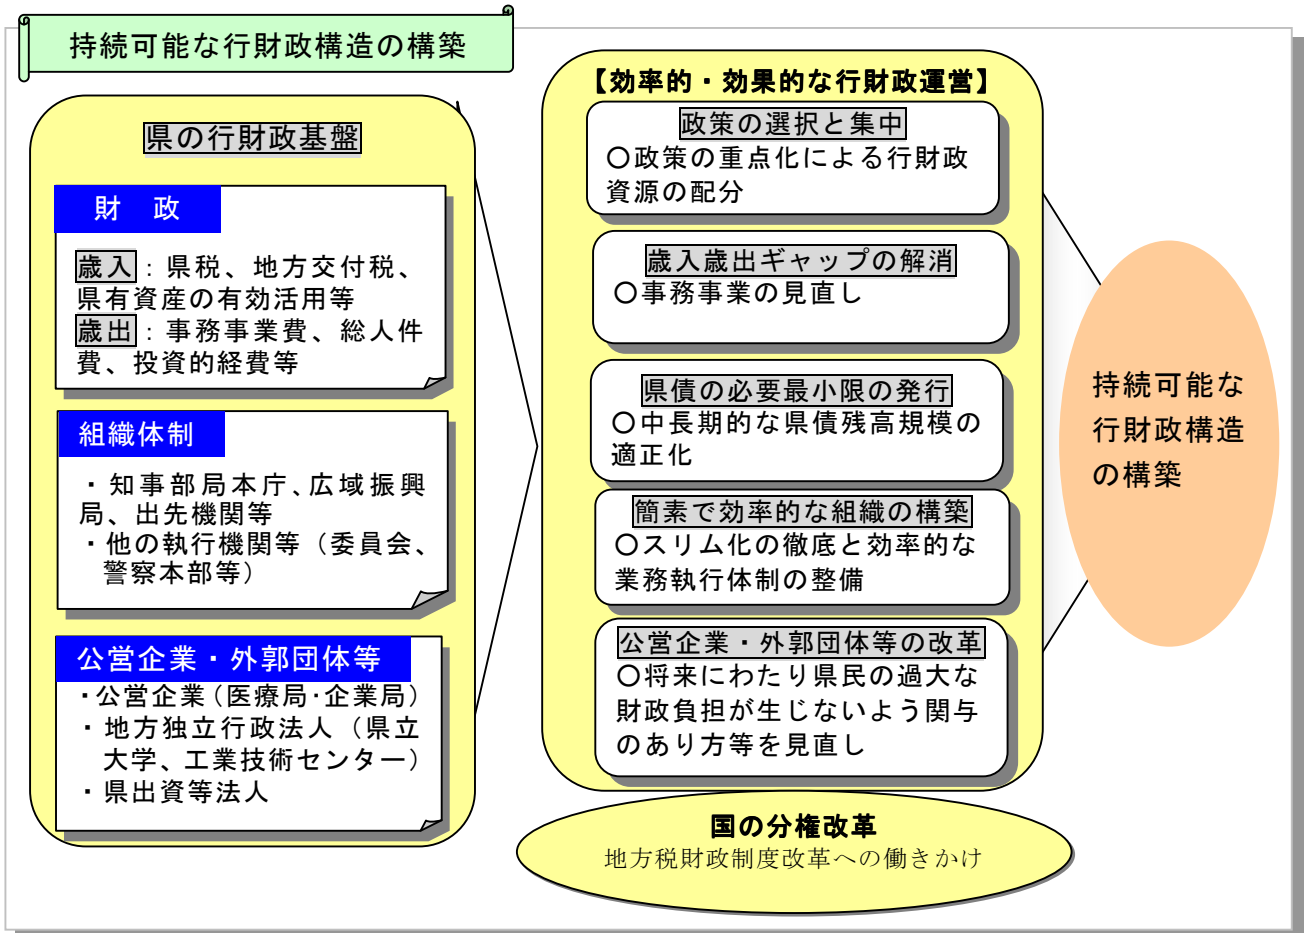 持続可能な行財政構造の構築
県の行財政基盤
財　政
歳入：県税、地方交付税、
県有資産の有効活用等
歳出：事務事業費、総人件
費、投資的経費等
組織体制
・知事部局本庁､広域振興
局、出先機関等
・他の執行機関等（委員会、
警察本部等）
公営企業・外郭団体等
・公営企業（医療局･企業局）
・地方独立行政法人（県立
大学、工業技術センター）
・県出資等法人
【効率的・効果的な行財政運営】
政策の選択と集中
○政策の重点化による行財政
資源の配分
歳入歳出ギャップの解消
○事務事業の見直し
県債の必要最小限の発行
○中長期的な県債残高規模の
適正化
簡素で効率的な組織の構築
○スリム化の徹底と効率的な
業務執行体制の整備
公営企業・外郭団体等の改革
○将来にわたり県民の過大な
財政負担が生じないよう関与
のあり方等を見直し
国の分権改革
地方税財政制度改革への働きかけ
持続可能な
行財政構造
の構築